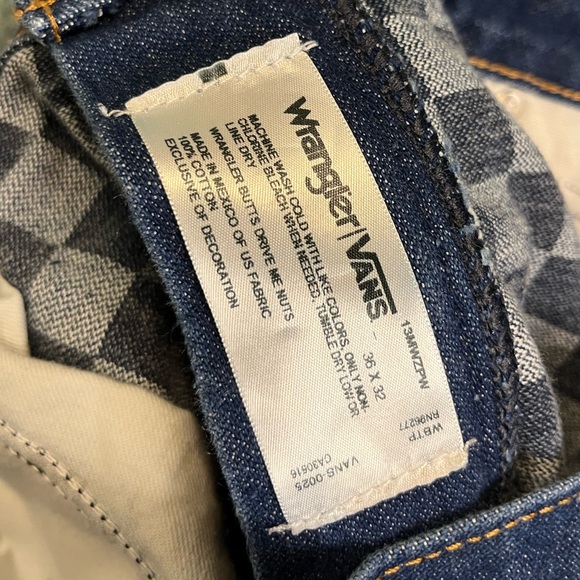 Wrangler | VANS
13MWZPW
36 X 32
MACHINE WASH COLD WITH LIKE COLORS, ONLY NON-
CHLORINE BLEACH WHEN NEEDED, TUMBLE DRY LOW OR
LINE DRY
WRANGLER BUTTS DRIVE ME NUTS
MADE IN MEXICO OF US FABRIC
100% COTTON
EXCLUSIVE OF DECORATION
WBTP
RN96277
VANS-0025
CA30516